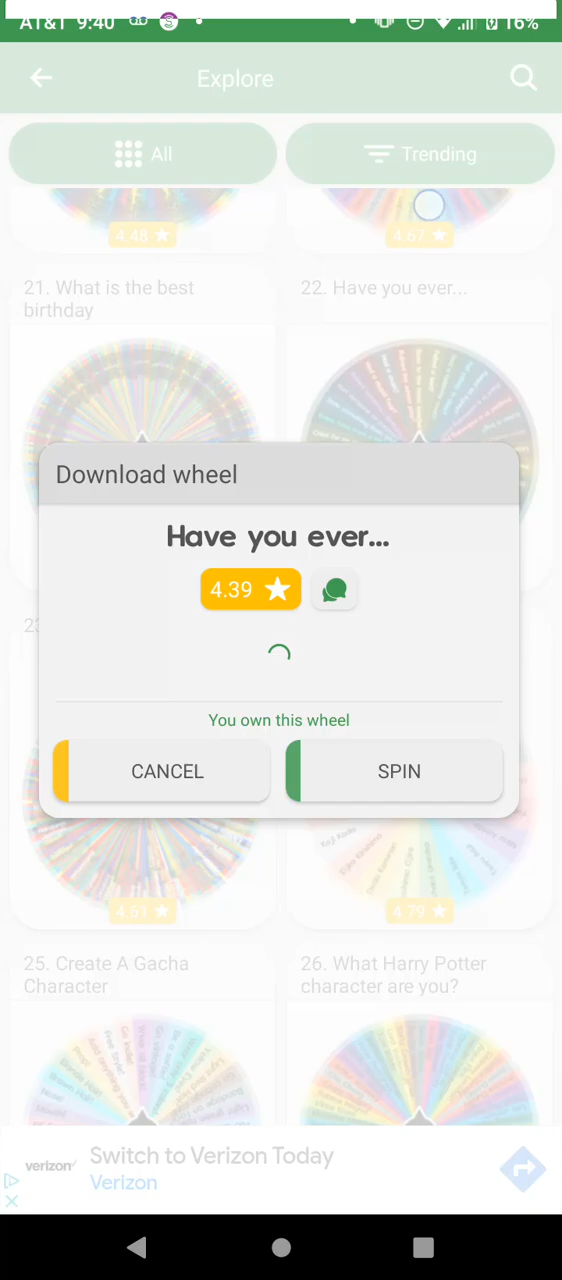 AT&T 9:40 16%
Explore
All
Trending
4.48
4.67
21. What is the best
birthday
22. Have you ever...
Download wheel
Have you ever...
4.39
You own this wheel
CANCEL
SPIN
4.61
4.79
25. Create A Gacha
Character
26. What Harry Potter
character are you?
verizon
Switch to Verizon Today
Verizon